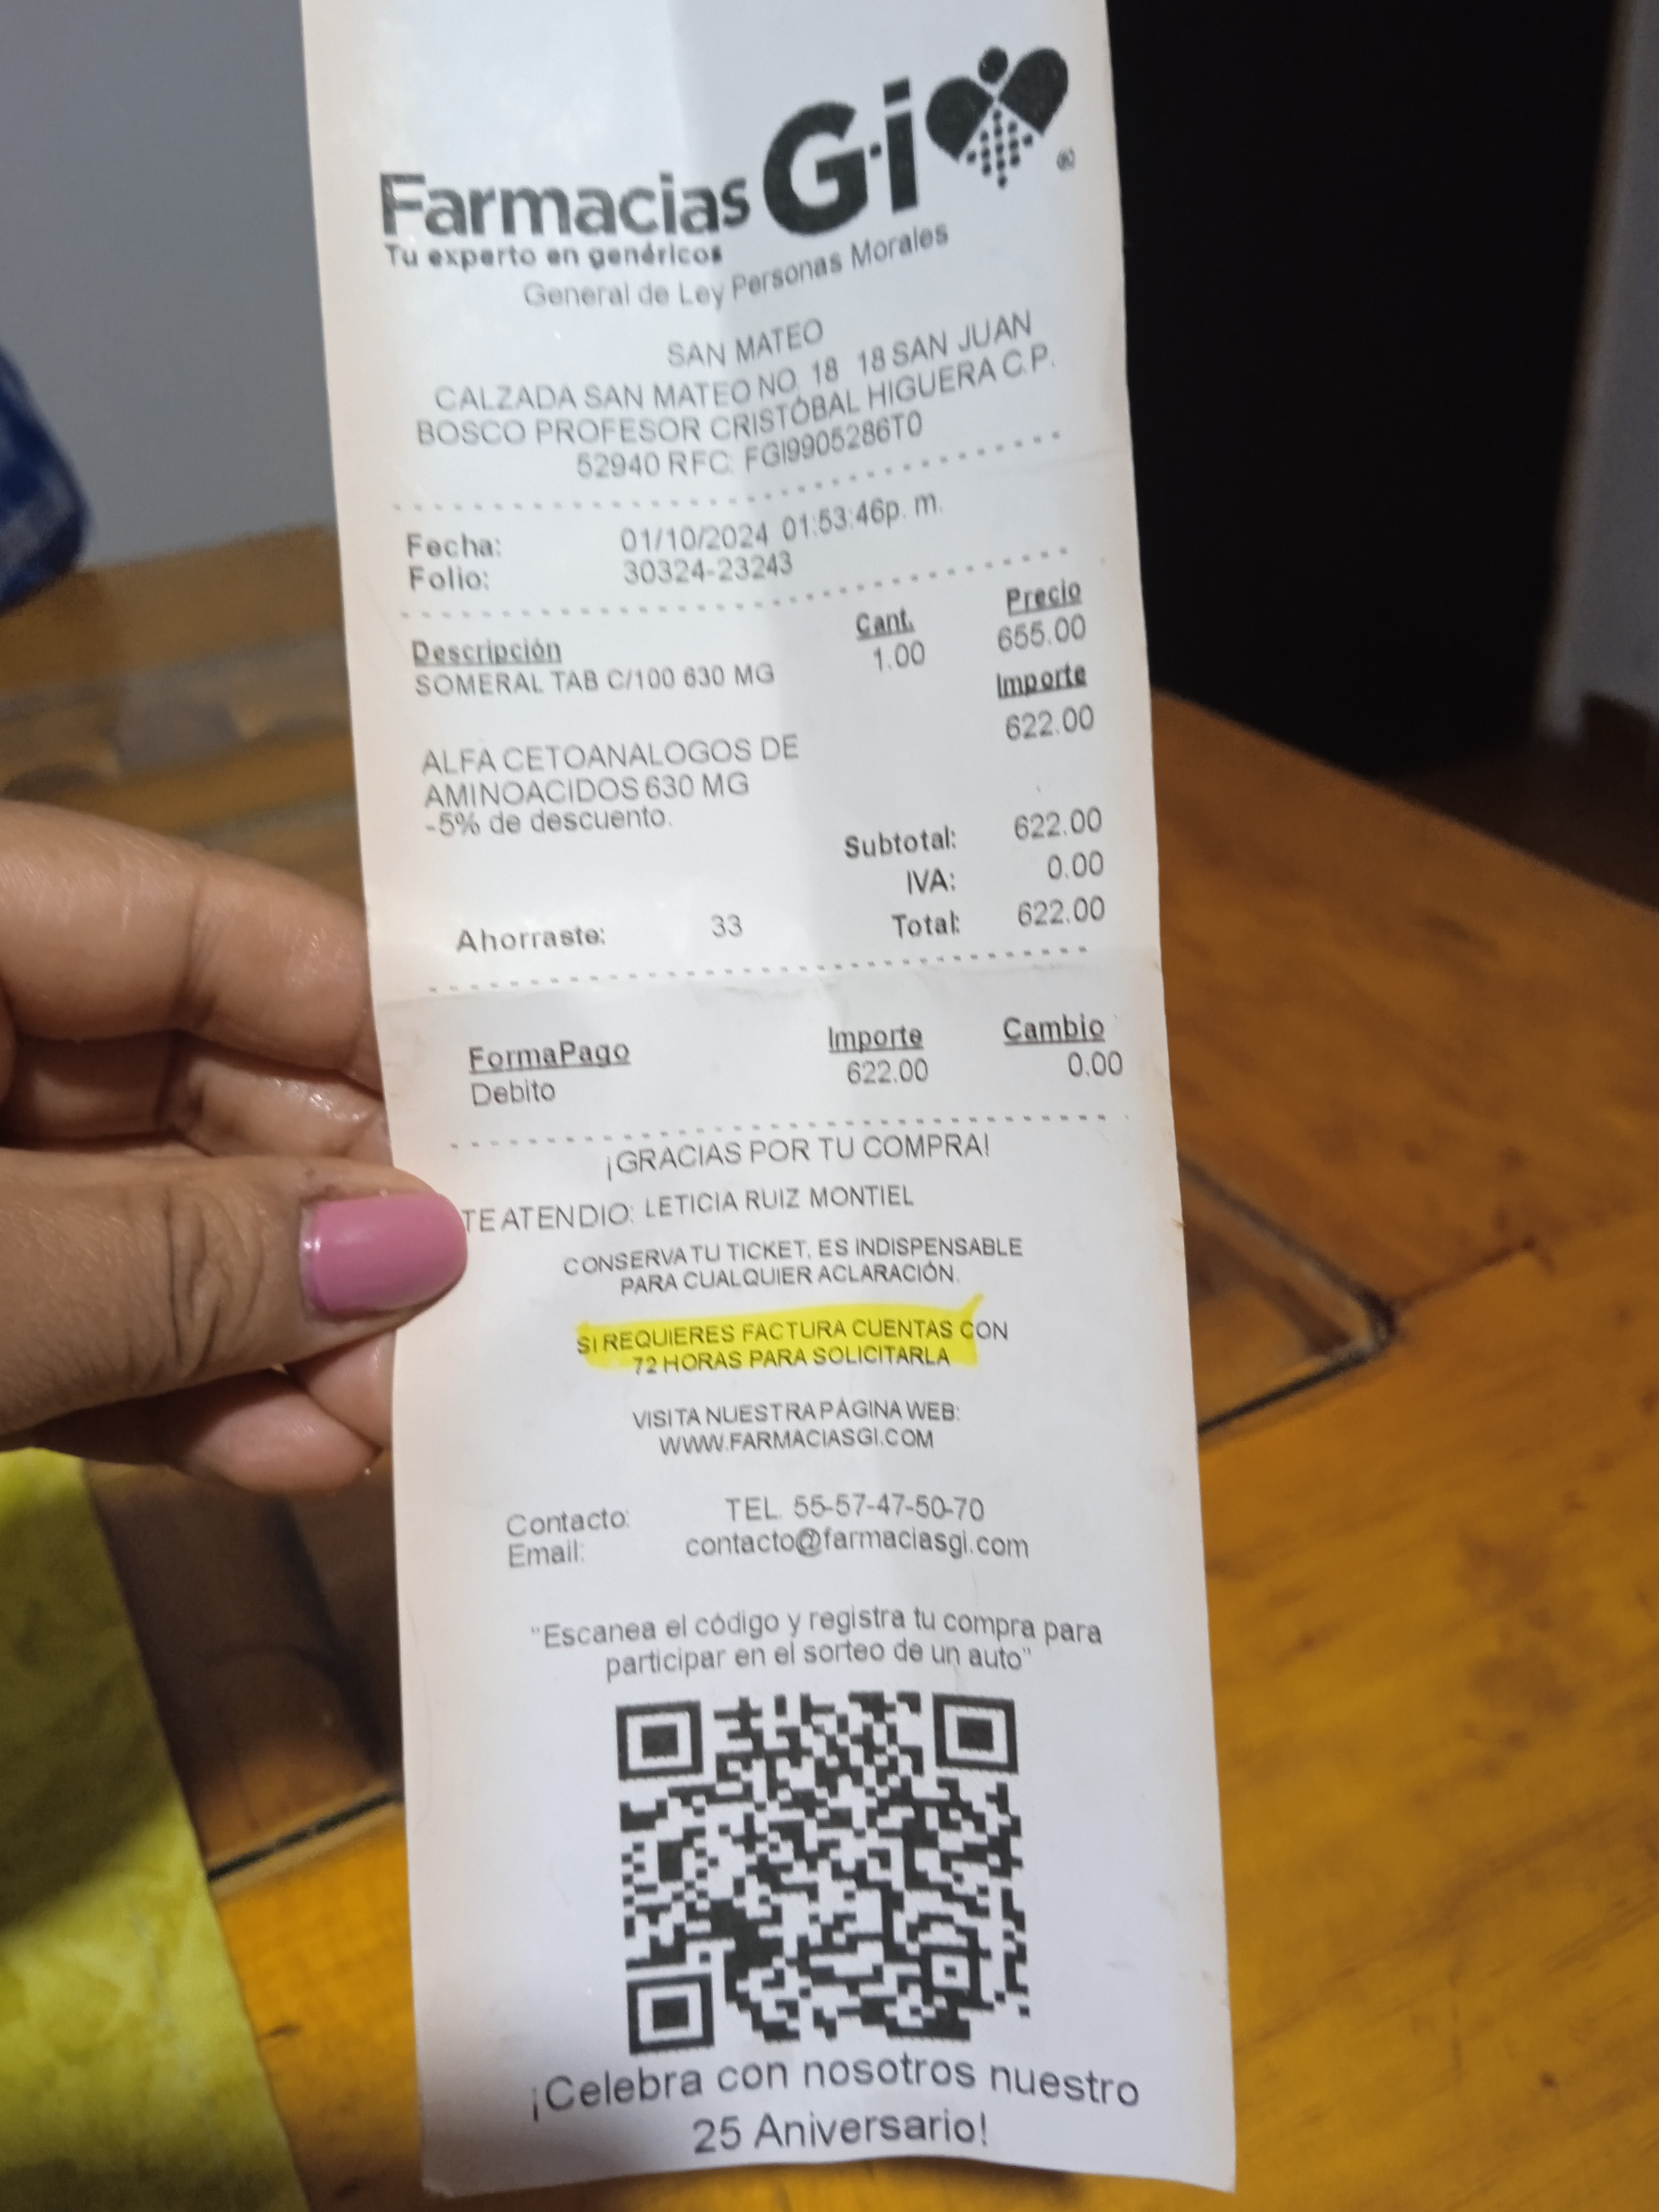 Farmacias Gi ®
Tu experto en genéricos
General de Ley Personas Morales
SAN MATEO
CALZADA SAN MATEO NO. 18 18 SAN JUAN
BOSCO PROFESOR CRISTÓBAL HIGUERA C.P.
52940 RFC: FGI9905286T0
Fecha: 01/10/2024 01:53:46p. m.
Folio: 30324-23243
Descripción Cant. Precio
SOMERAL TAB C/100 630 MG 1.00 655.00
Importe
622.00
ALFA CETOANALOGOS DE
AMINOACIDOS 630 MG
-5% de descuento.
Subtotal: 622.00
IVA: 0.00
Ahorraste: 33 Total: 622.00
FormaPago Importe Cambio
Debito 622.00 0.00
¡GRACIAS POR TU COMPRA!
TE ATENDIO: LETICIA RUIZ MONTIEL
CONSERVA TU TICKET, ES INDISPENSABLE
PARA CUALQUIER ACLARACIÓN.
SI REQUIERES FACTURA CUENTAS CON
72 HORAS PARA SOLICITARLA
VISITA NUESTRA PÁGINA WEB:
WWW.FARMACIASGI.COM
Contacto: TEL. 55-57-47-50-70
Email: contacto@farmaciasgi.com
"Escanea el código y registra tu compra para
participar en el sorteo de un auto"
¡Celebra con nosotros nuestro
25 Aniversario!